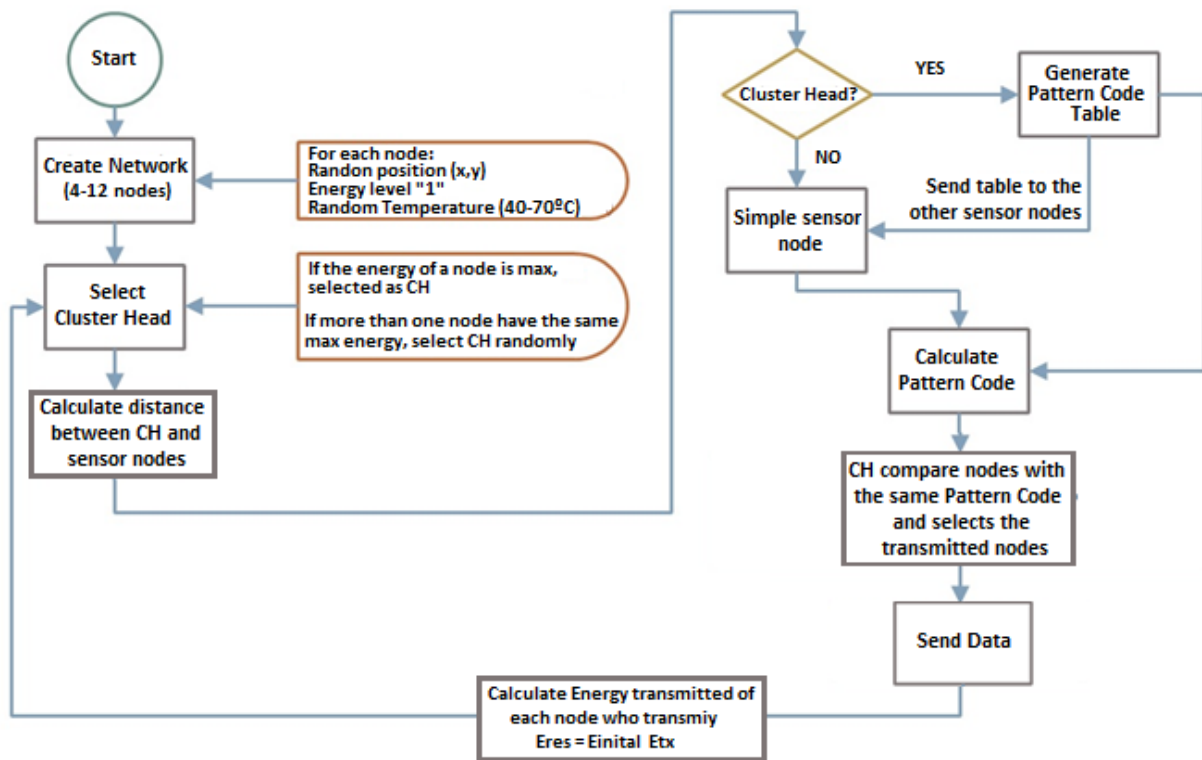 Start
Create Network
(4-12 nodes)
For each node:
Randon position (x,y)
Energy level "1"
Random Temperature (40-70ºC)
Select
Cluster Head
If the energy of a node is max,
selected as CH
If more than one node have the same
max energy, select CH randomly
Calculate distance
between CH and
sensor nodes
Cluster Head?
YES
Generate
Pattern Code
Table
NO
Send table to the
other sensor nodes
Simple sensor
node
Calculate
Pattern Code
CH compare nodes with
the same Pattern Code
and selects the
transmitted nodes
Send Data
Calculate Energy transmitted of
each node who transmiy
Eres = Einital Etx